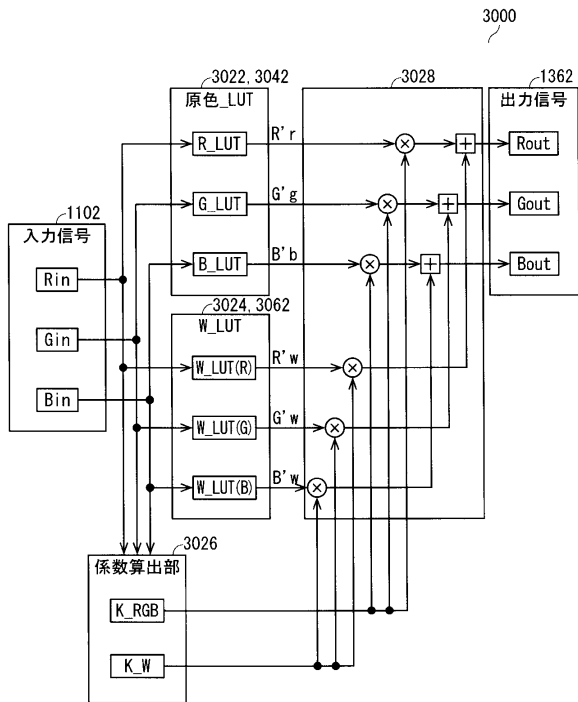 3000
3022, 3042
3028
1362
原色_LUT
出力信号
R_LUT
R'r
Rout
1102
G_LUT
G'g
Gout
入力信号
B_LUT
B'b
Bout
Rin
3024, 3062
W_LUT
Gin
W_LUT(R)
R'w
Bin
W_LUT(G)
G'w
W_LUT(B)
B'w
3026
係数算出部
K_RGB
K_W